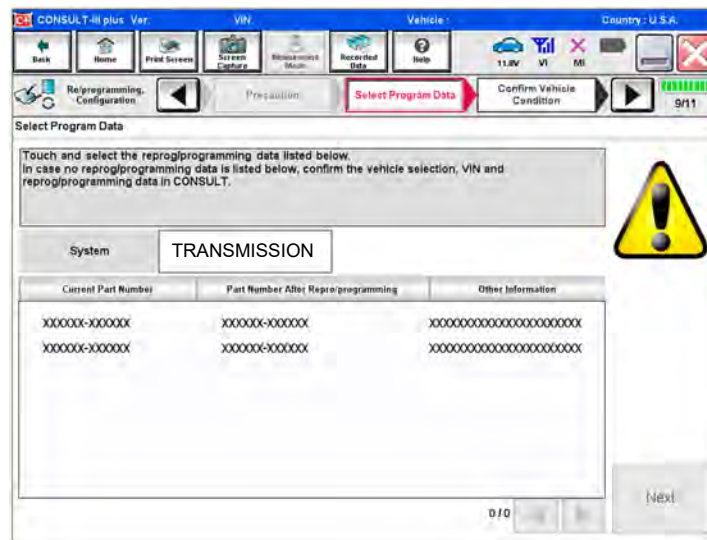 CONSULT-III plus Ver.
VIN:
Vehicle :
Country : U.S.A.
Back
Home
Print Screen
Screen Capture
Measurement Mode
Recorded Data
Help
11.8V
VI
MI
Re/programming, Configuration
Precaution
Select Program Data
Confirm Vehicle Condition
9/11
Select Program Data
Touch and select the reprog/programming data listed below.
In case no reprog/programming data is listed below, confirm the vehicle selection, VIN and
reprog/programming data in CONSULT.
System
TRANSMISSION
Current Part Number
Part Number After Repro/programming
Other Information
XXXXXX-XXXXXX
XXXXXX-XXXXXX
XXXXXXXXXXXXXXXXXXXXXXX
XXXXXX-XXXXXX
XXXXXX-XXXXXX
XXXXXXXXXXXXXXXXXXXXXXX
0/0
Next